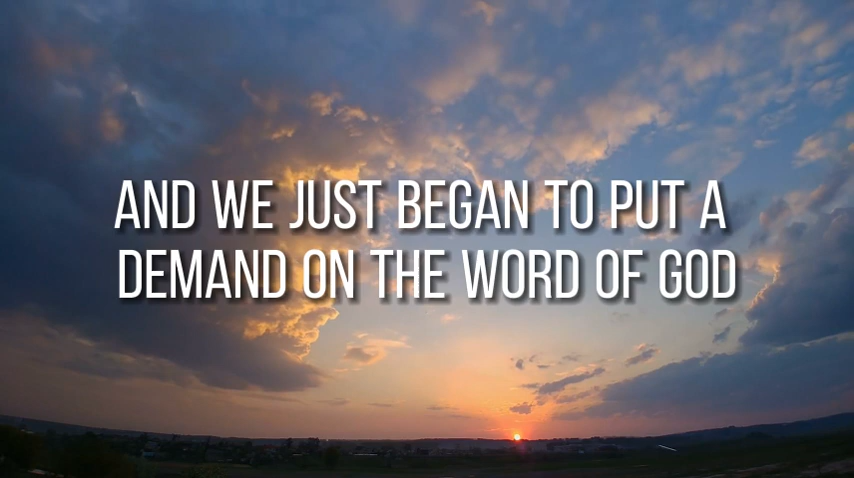 AND WE JUST BEGAN TO PUT A
DEMAND ON THE WORD OF GOD